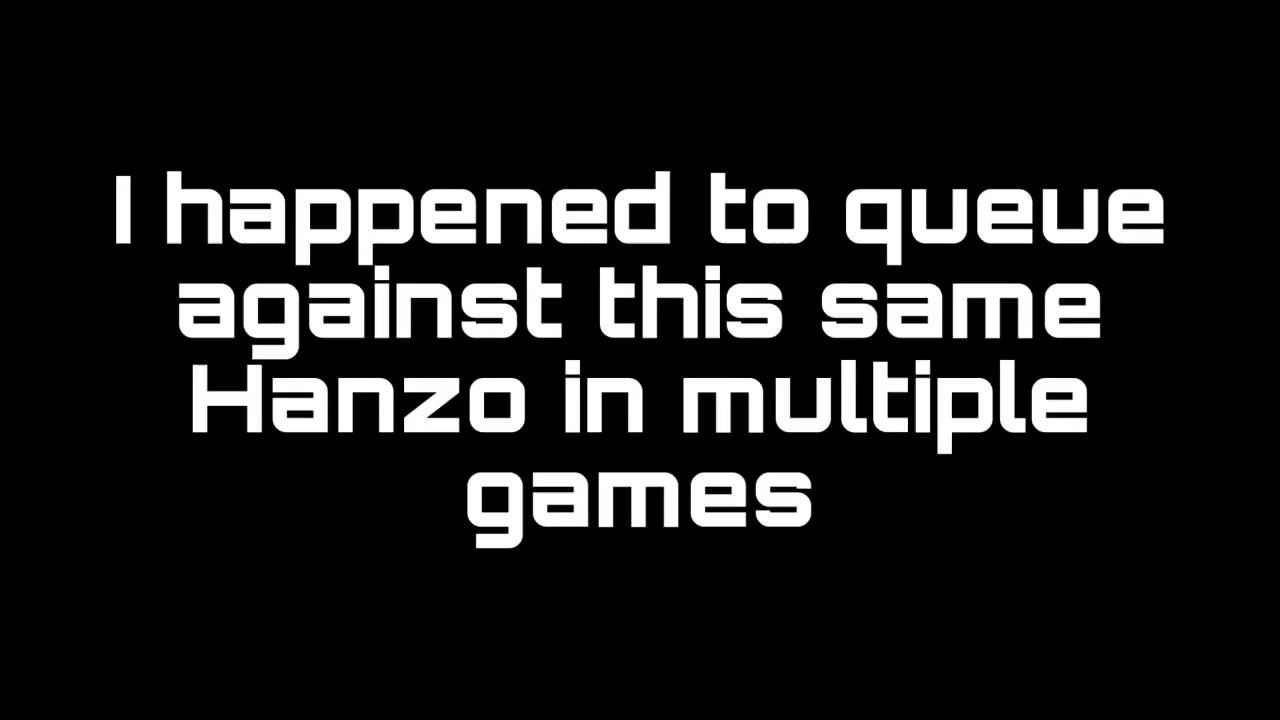 I happened to queue
against this same
Hanzo in multiple
games